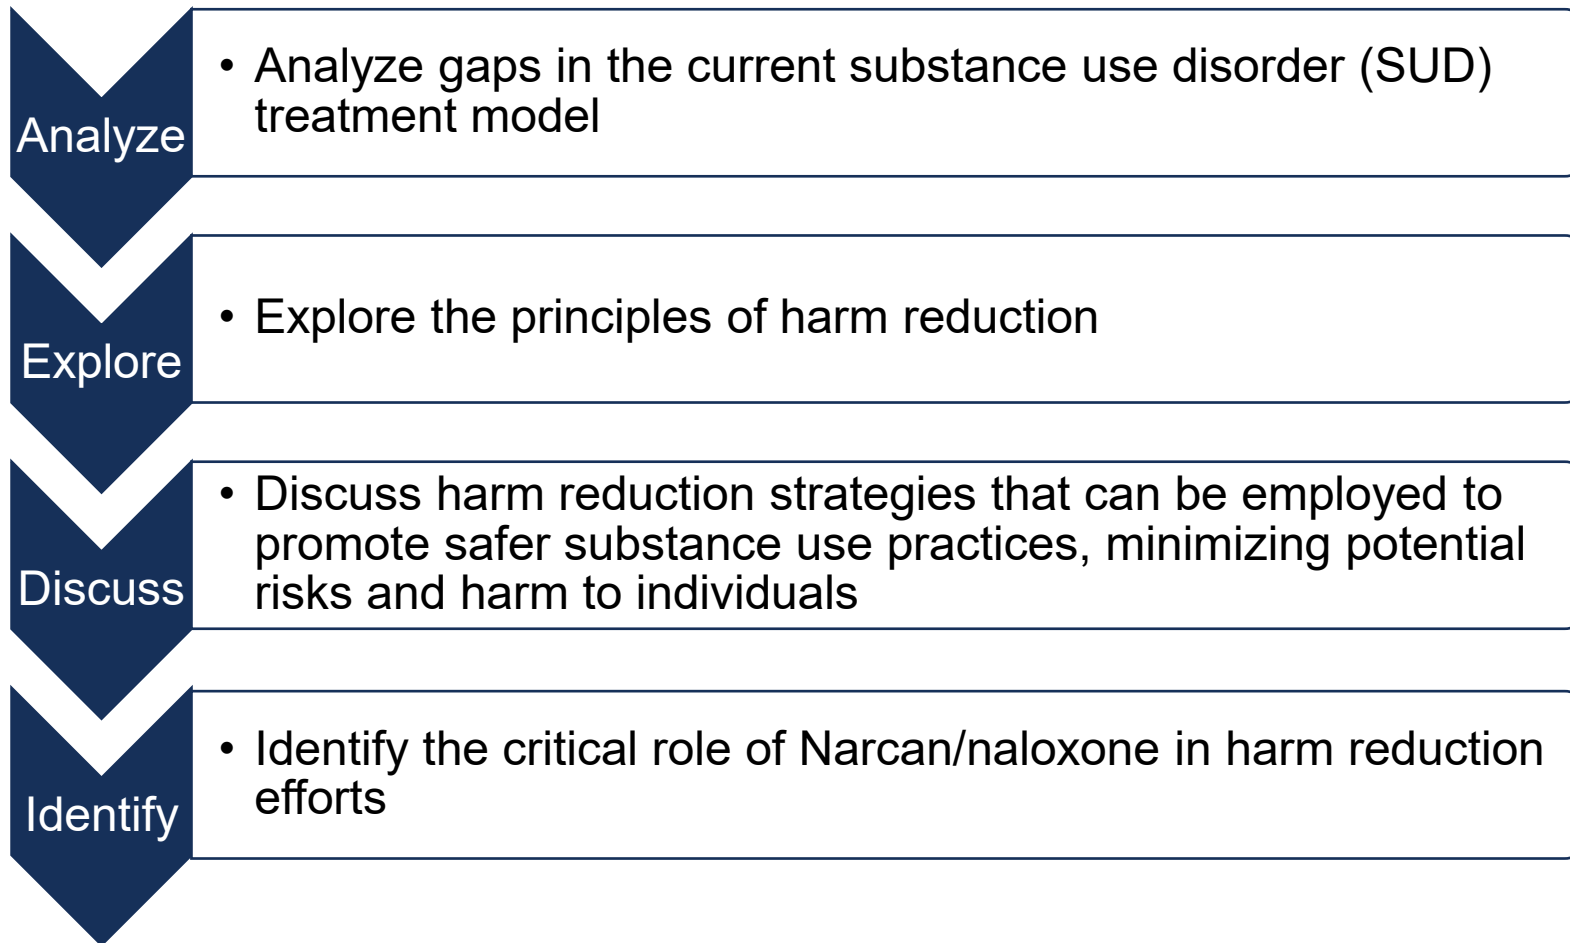 Analyze
• Analyze gaps in the current substance use disorder (SUD)
treatment model
Explore
• Explore the principles of harm reduction
Discuss
• Discuss harm reduction strategies that can be employed to
promote safer substance use practices, minimizing potential
risks and harm to individuals
Identify
• Identify the critical role of Narcan/naloxone in harm reduction
efforts